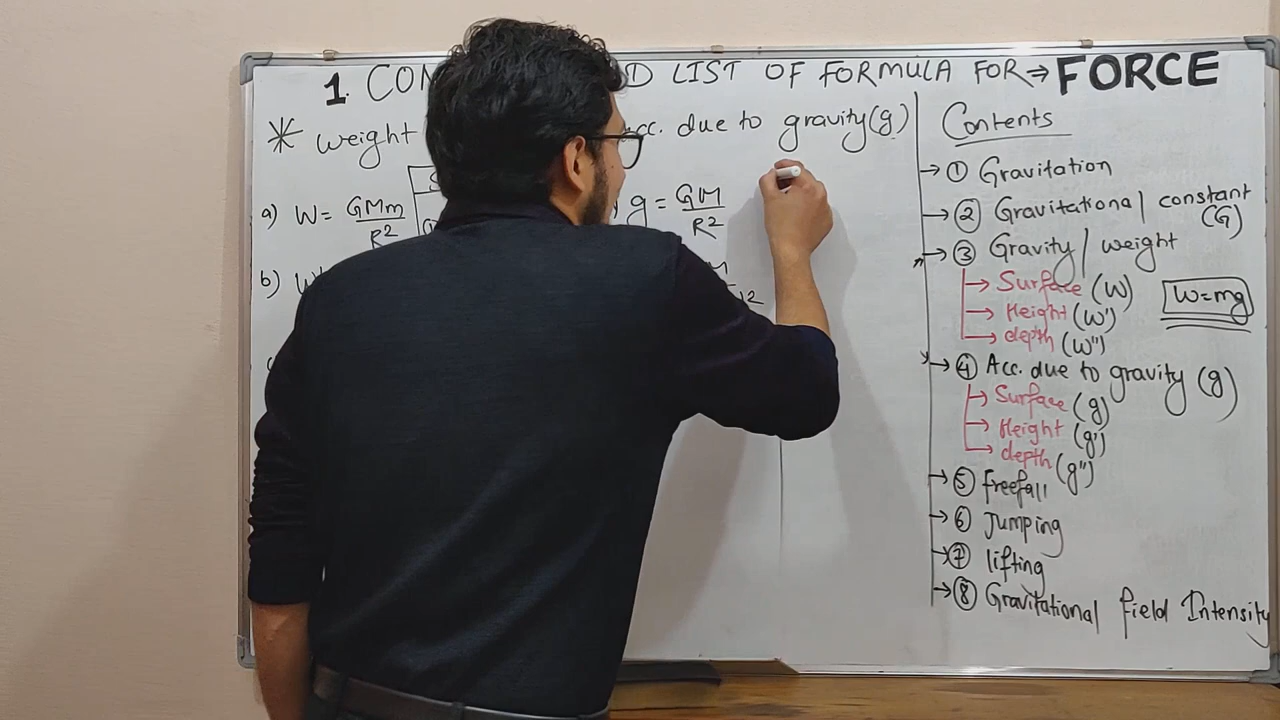 1. CON D LIST OF FORMULA FOR ⇒ FORCE
* Weight cc. due to gravity(g)
a) W = GMm/R²
g = GM/R²
b) W'
Contents
→ ① Gravitation
→ ② Gravitational constant (G)
→ ③ Gravity / weight
→ Surface (W)
→ Height (W')
→ depth (W")
W=mg
→ ④ Acc. due to gravity (g)
→ Surface (g)
→ Height (g')
→ depth (g")
→ ⑤ freefall
→ ⑥ Jumping
→ ⑦ lifting
→ ⑧ Gravitational field Intensity